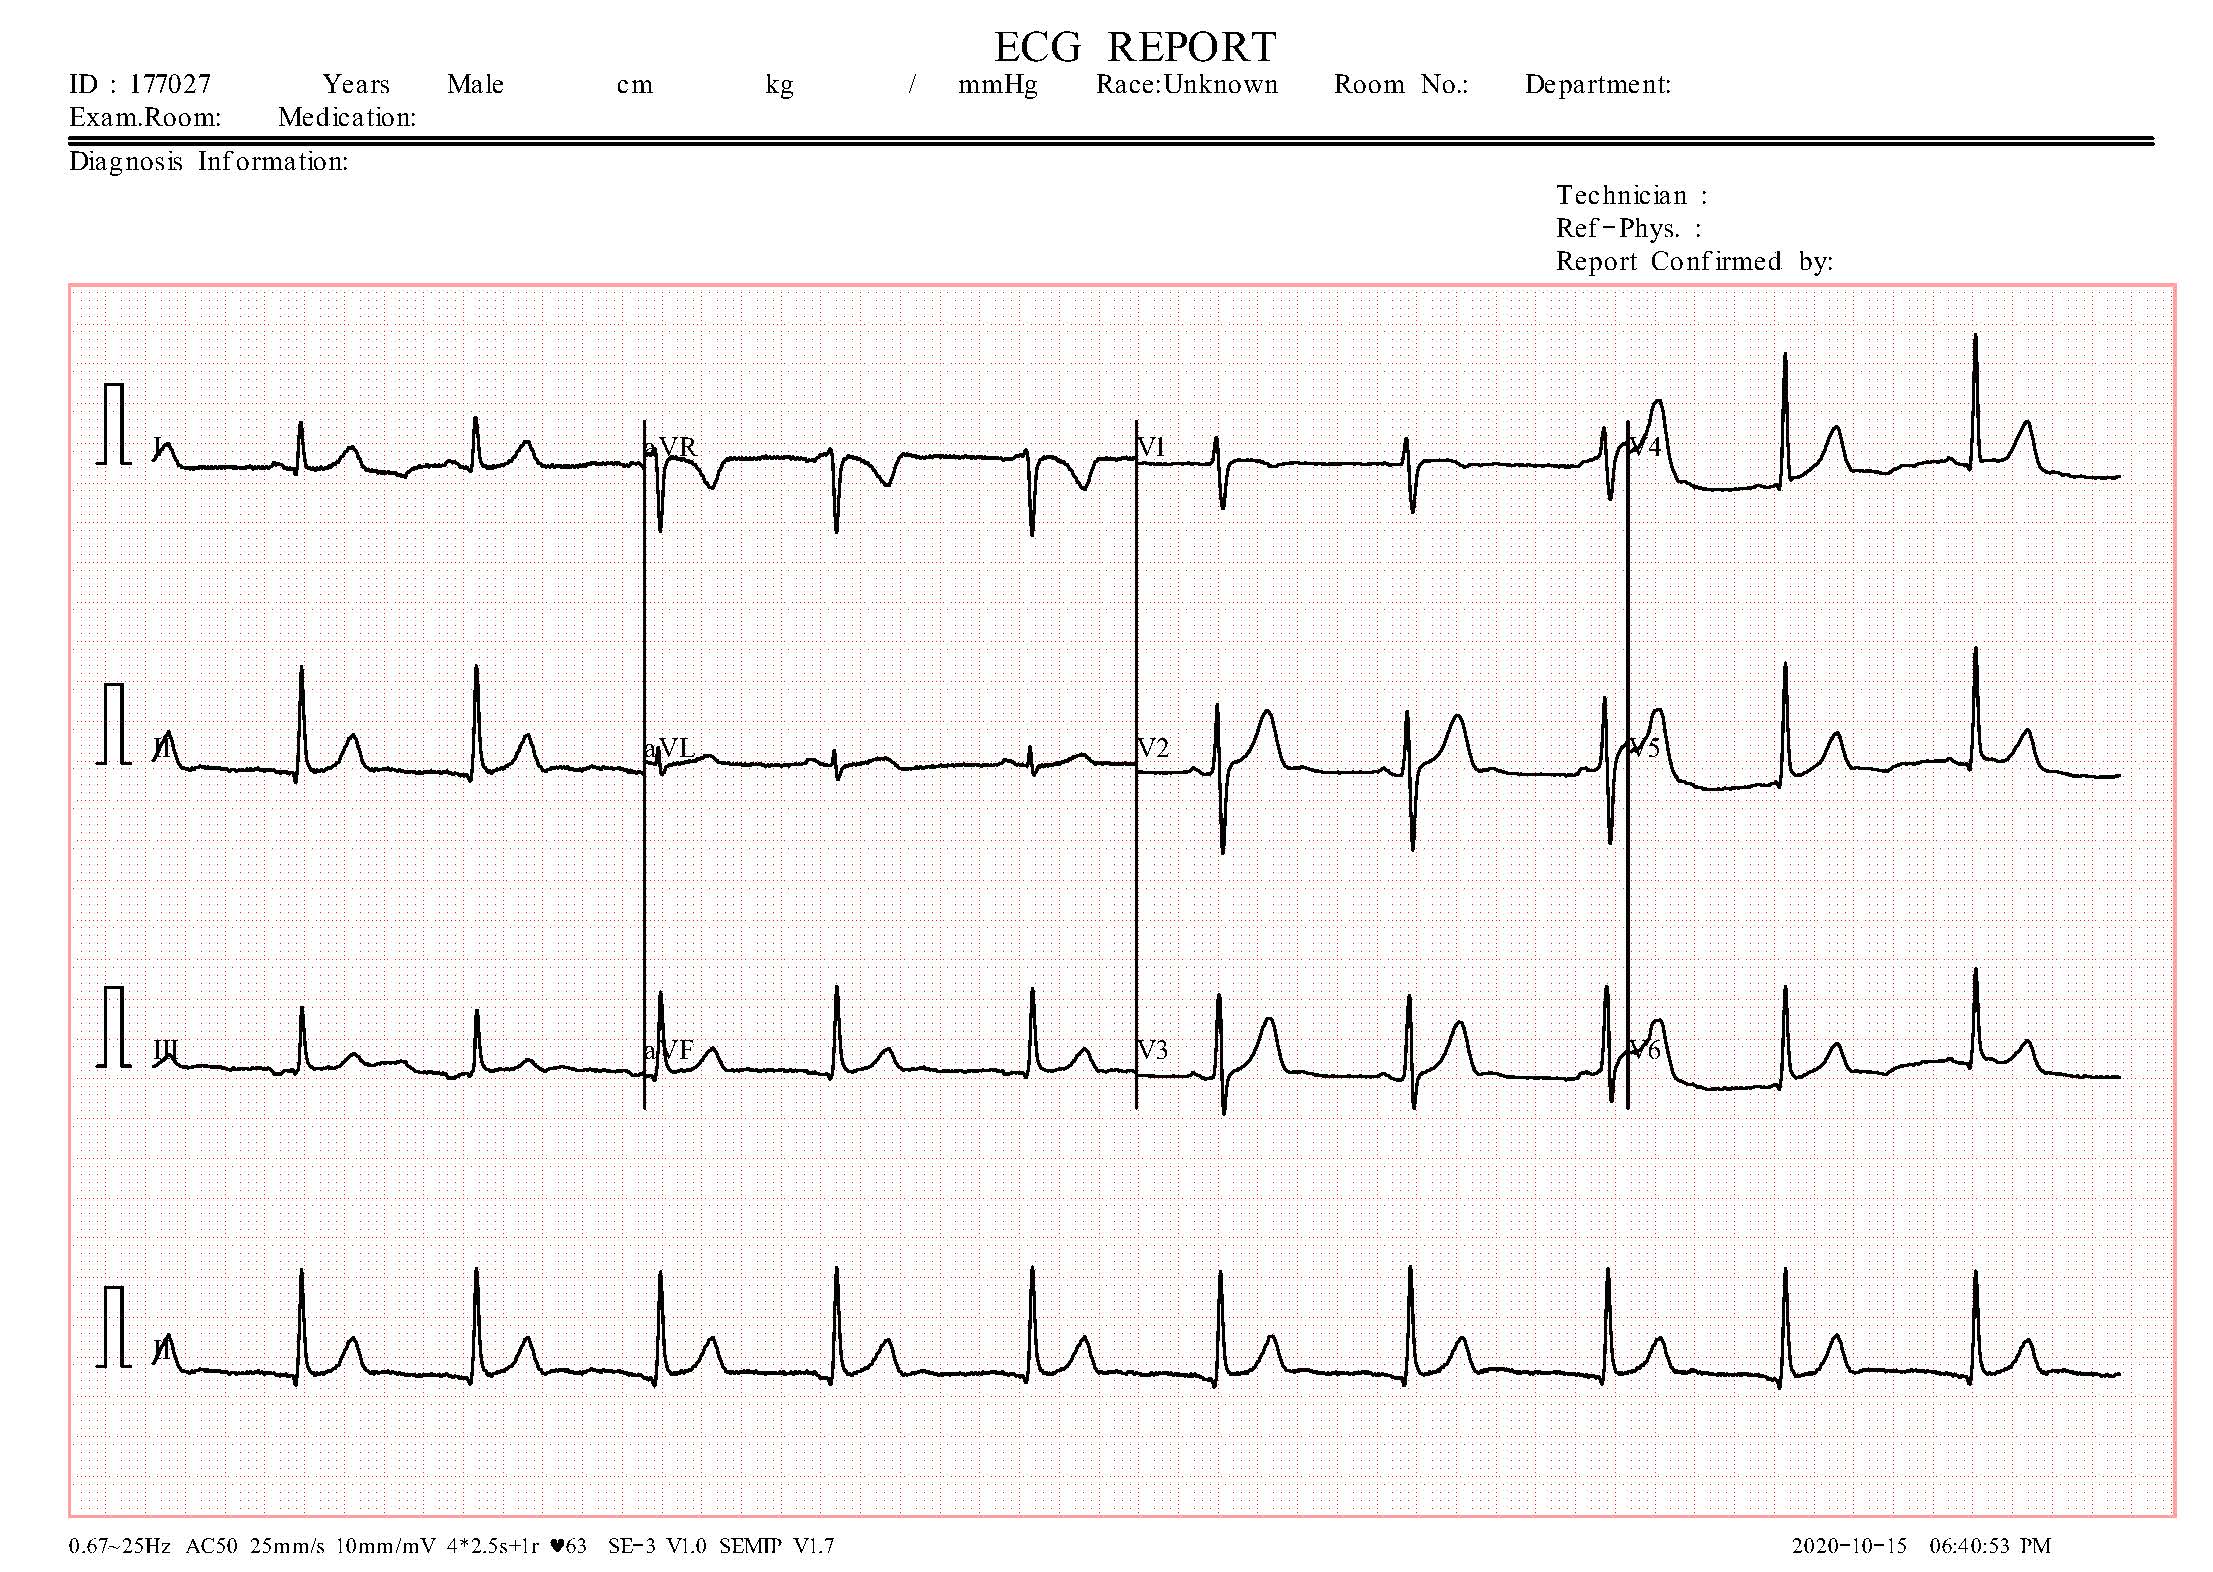 ECG REPORT
ID : 177027 Years Male cm kg / mmHg Race:Unknown Room No.: Department:
Exam.Room: Medication:
Diagnosis Information:
Technician :
Ref-Phys. :
Report Confirmed by:
I aVR V1 V4
II aVL V2 V5
III aVF V3 V6
II
0.67~25Hz AC50 25mm/s 10mm/mV 4*2.5s+1r ♥63 SE-3 V1.0 SEMIP V1.7 2020-10-15 06:40:53 PM